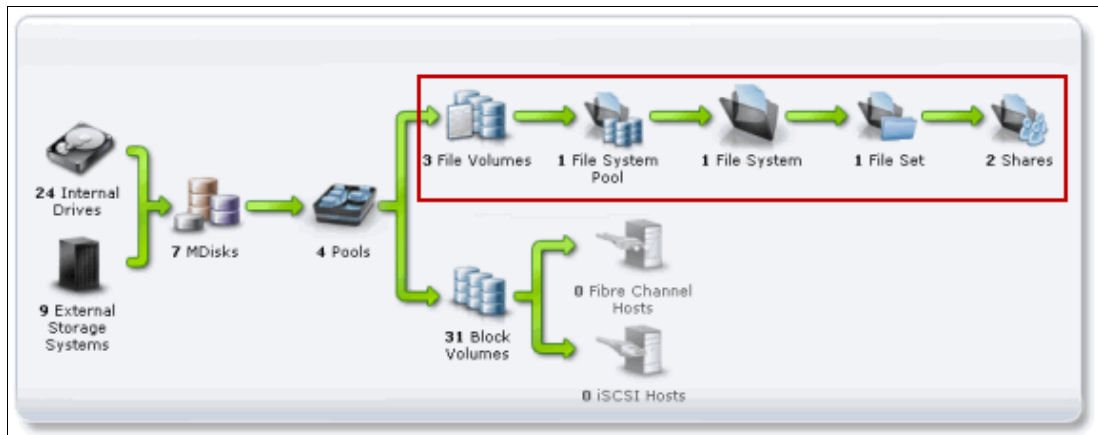 24 Internal
Drives
9 External
Storage
Systems
7 MDisks
4 Pools
3 File Volumes
1 File System
Pool
1 File System
1 File Set
2 Shares
31 Block
Volumes
0 Fibre Channel
Hosts
0 iSCSI Hosts